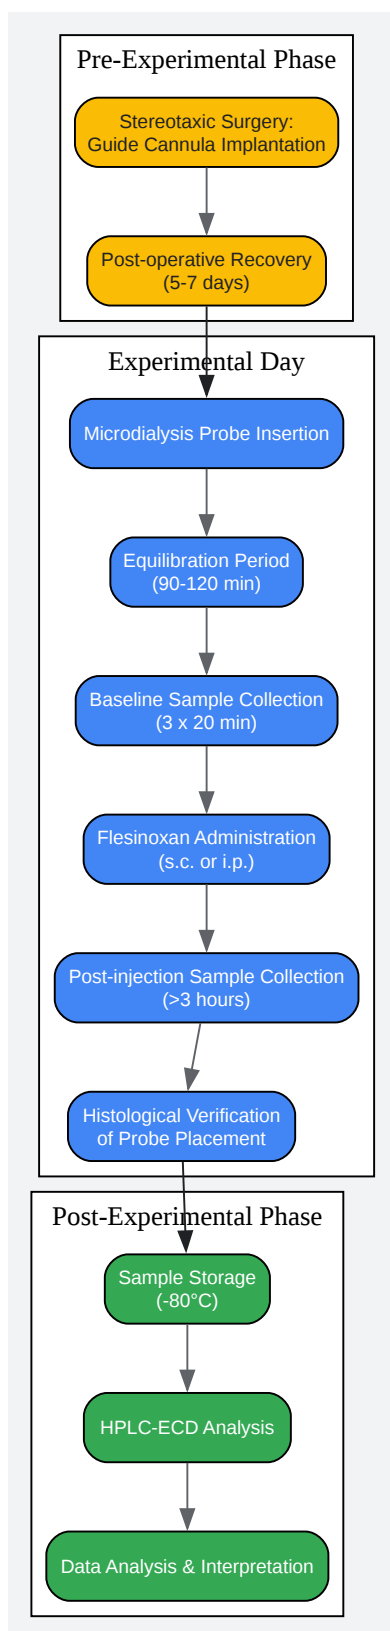 Pre-Experimental Phase
Stereotaxic Surgery:
Guide Cannula Implantation
Post-operative Recovery
(5-7 days)
Experimental Day
Microdialysis Probe Insertion
Equilibration Period
(90-120 min)
Baseline Sample Collection
(3 x 20 min)
Flesinoxan Administration
(s.c. or i.p.)
Post-injection Sample Collection
(>3 hours)
Histological Verification
of Probe Placement
Post-Experimental Phase
Sample Storage
(-80°C)
HPLC-ECD Analysis
Data Analysis & Interpretation